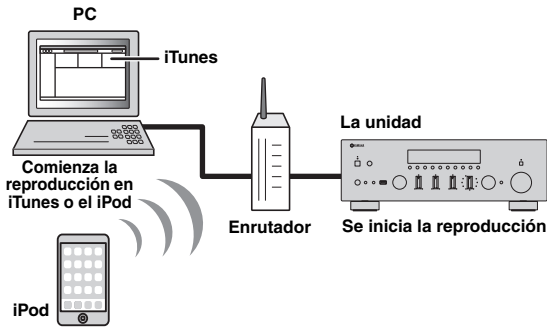 PC
iTunes
La unidad
Comienza la
reproducción en
iTunes o el iPod
Enrutador
Se inicia la reproducción
iPod